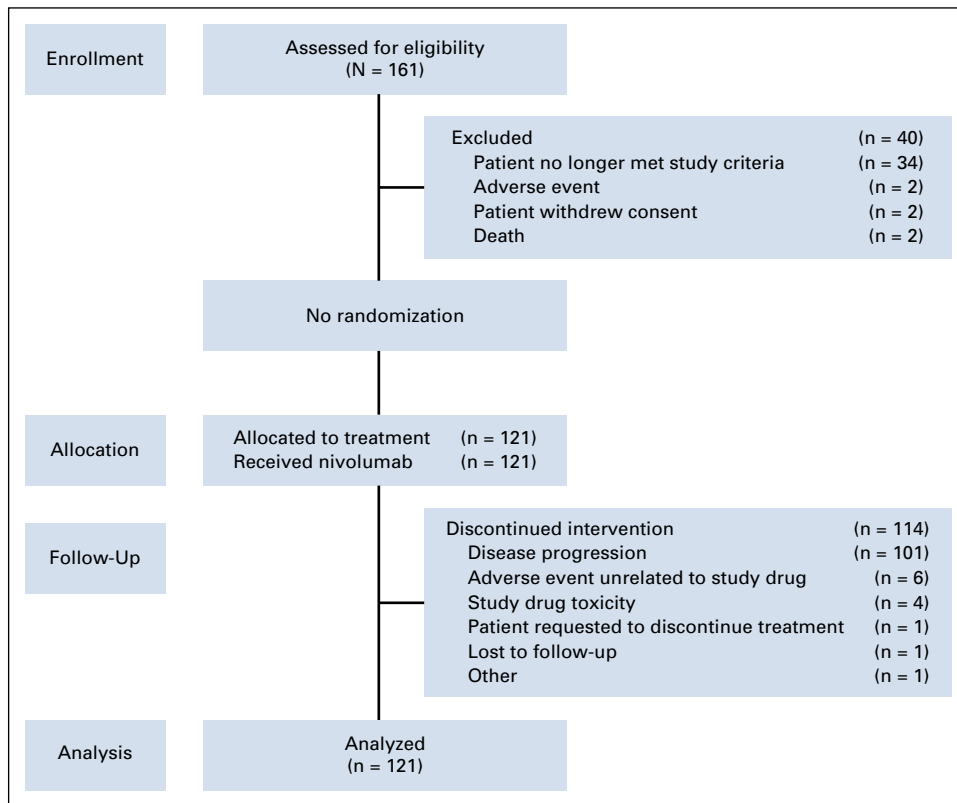 Enrollment
Assessed for eligibility
(N = 161)
Excluded (n = 40)
Patient no longer met study criteria (n = 34)
Adverse event (n = 2)
Patient withdrew consent (n = 2)
Death (n = 2)
No randomization
Allocation
Allocated to treatment (n = 121)
Received nivolumab (n = 121)
Follow-Up
Discontinued intervention (n = 114)
Disease progression (n = 101)
Adverse event unrelated to study drug (n = 6)
Study drug toxicity (n = 4)
Patient requested to discontinue treatment (n = 1)
Lost to follow-up (n = 1)
Other (n = 1)
Analysis
Analyzed
(n = 121)